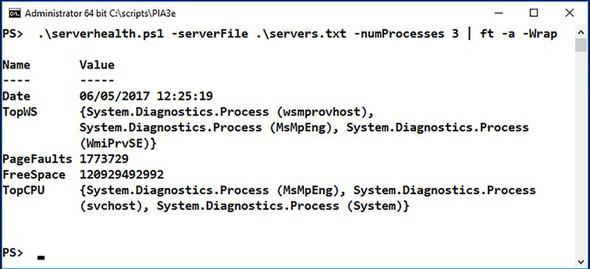 Administrator 64 bit C:\scripts\PIA3e
PS>  .\serverhealth.ps1 -serverFile .\servers.txt -numProcesses 3 | ft -a -Wrap
Name       Value
----       -----
Date       06/05/2017 12:25:19
TopWS      {System.Diagnostics.Process (wsmprovhost),
System.Diagnostics.Process (MsMpEng), System.Diagnostics.Process
(WmiPrvSE)}
PageFaults 1773729
FreeSpace  120929492992
TopCPU     {System.Diagnostics.Process (MsMpEng), System.Diagnostics.Process
(svchost), System.Diagnostics.Process (System)}
PS>